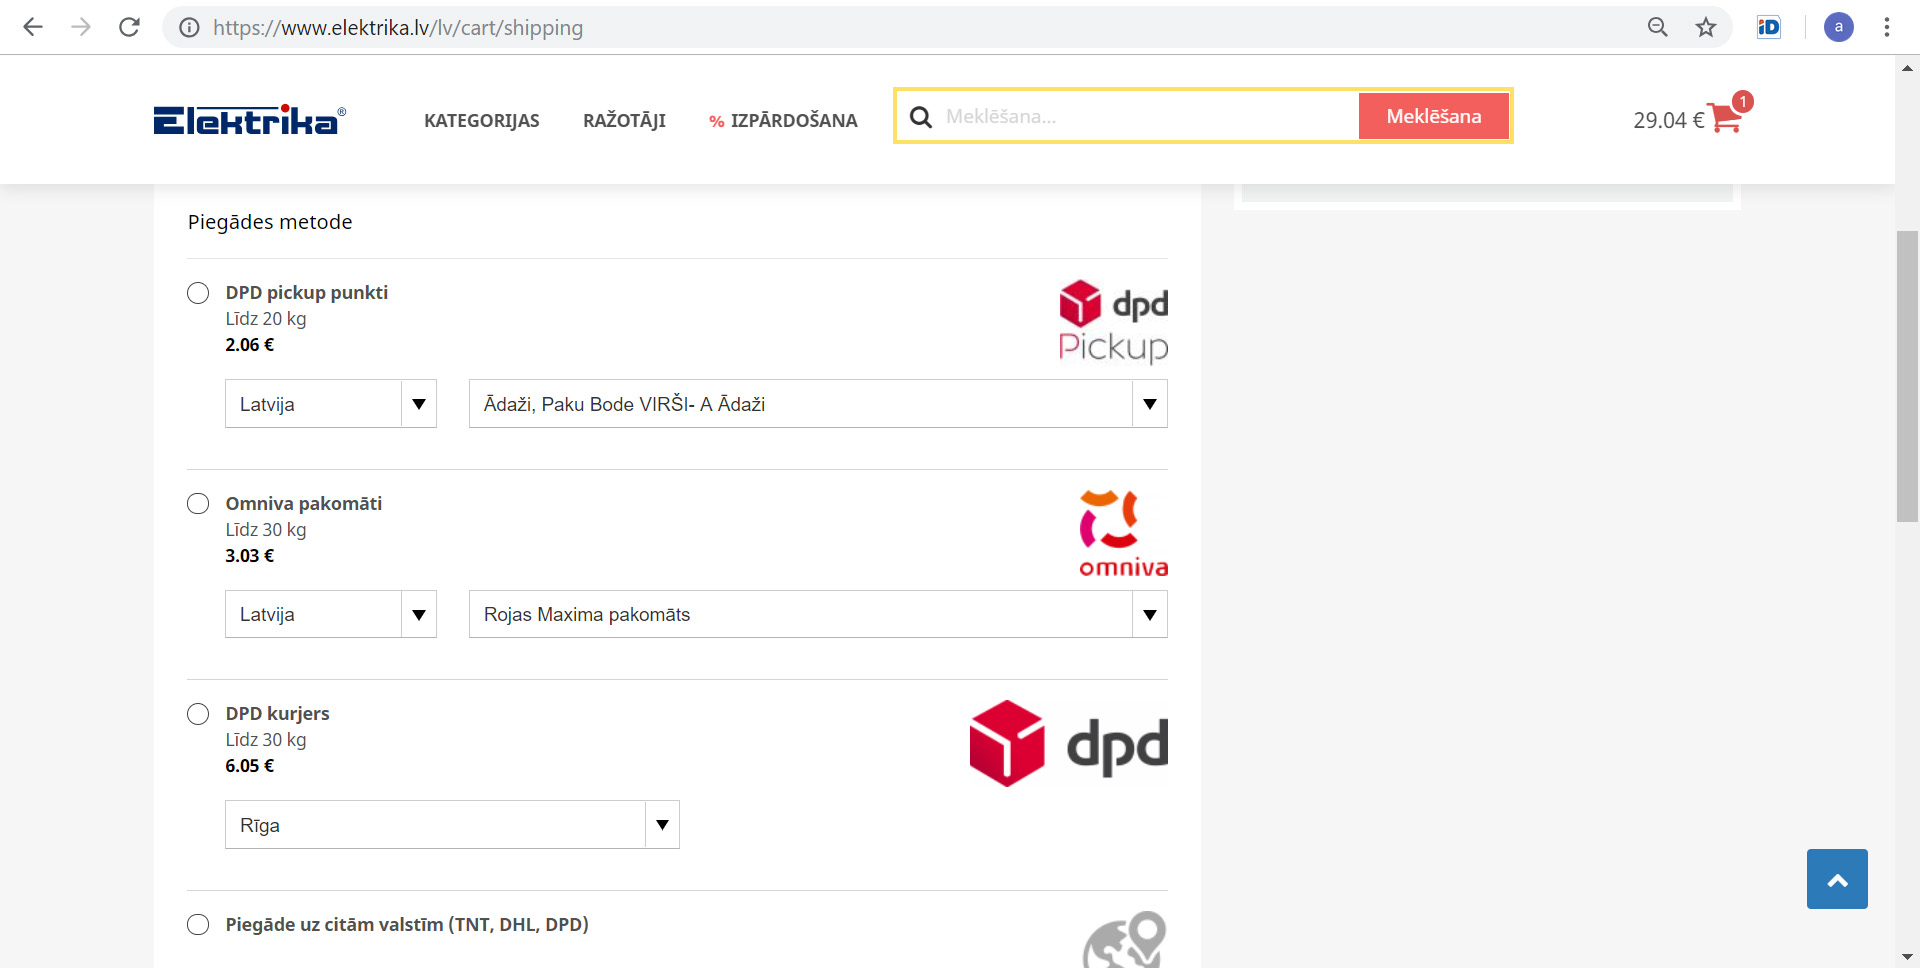 https://www.elektrika.lv/lv/cart/shipping
iD
a
Elektrika®
KATEGORIJAS
RAŽOTĀJI
% IZPĀRDOŠANA
Meklēšana...
Meklēšana
29.04 €
1
Piegādes metode
DPD pickup punkti
Līdz 20 kg
2.06 €
dpd
Pickup
Latvija
Ādaži, Paku Bode VIRŠI- A Ādaži
Omniva pakomāti
Līdz 30 kg
3.03 €
omniva
Latvija
Rojas Maxima pakomāts
DPD kurjers
Līdz 30 kg
6.05 €
dpd
Rīga
Piegāde uz citām valstīm (TNT, DHL, DPD)